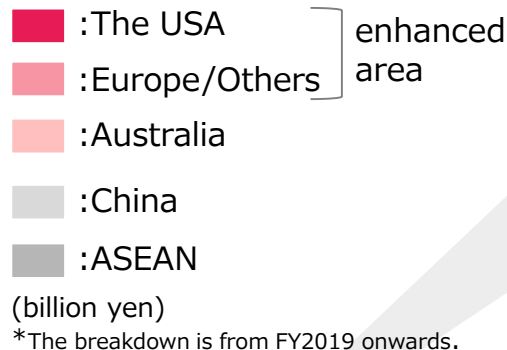 :The USA
:Europe/Others
enhanced
area
:Australia
:China
:ASEAN
(billion yen)
*The breakdown is from FY2019 onwards.